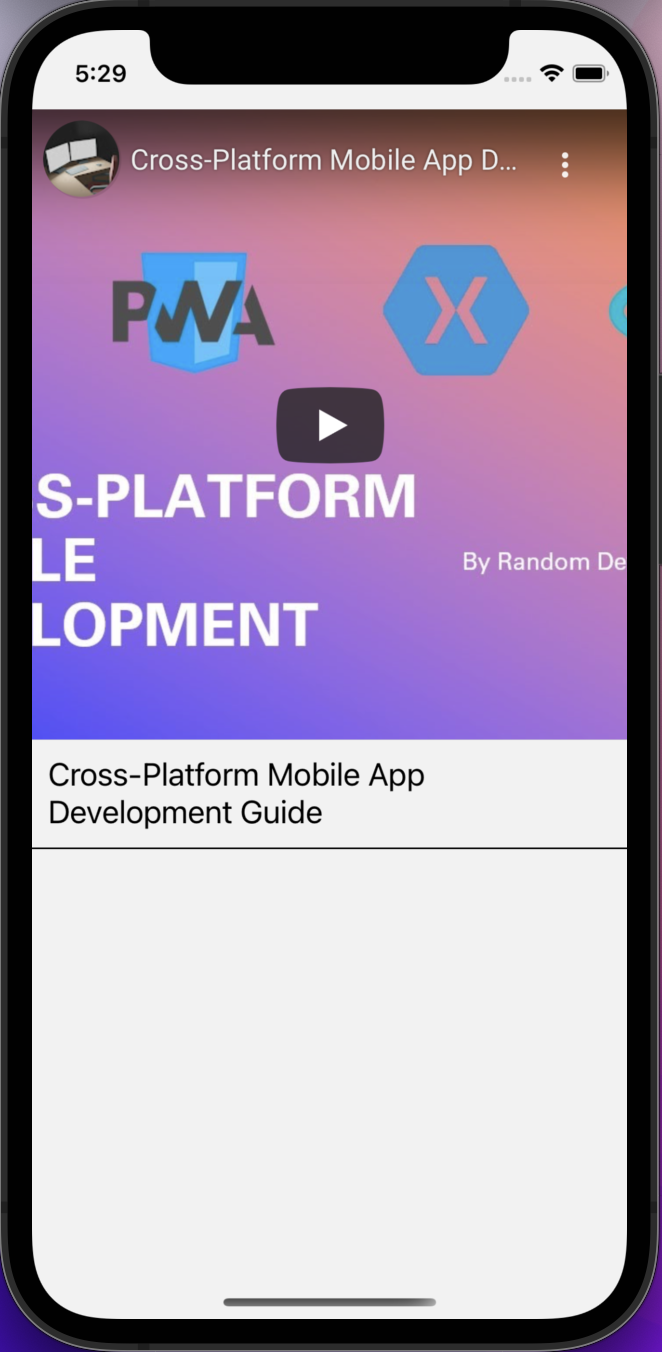 5:29
Cross-Platform Mobile App D...
PWA
X
S-PLATFORM
LE
By Random De
LOPMENT
Cross-Platform Mobile App
Development Guide